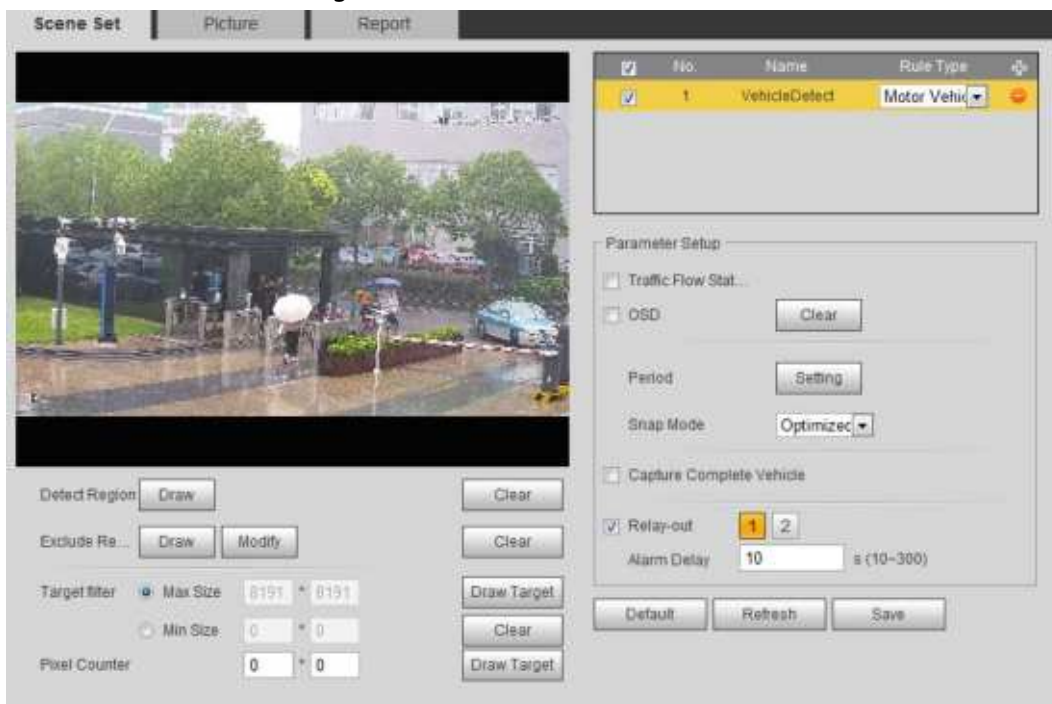 Scene Set
Picture
Report
No. Name Rule Type
1 VehicleDetect Motor Vehic
Parameter Setup
Traffic Flow Stat...
OSD Clear
Period Setting
Snap Mode Optimized
Capture Complete Vehicle
Relay-out 1 2
Alarm Delay 10 s (10~300)
Default Refresh Save
Detect Region Draw Clear
Exclude Re... Draw Modify Clear
Target filter Max Size 8191 * 8191 Draw Target
Min Size 0 * 0 Clear
Pixel Counter 0 * 0 Draw Target